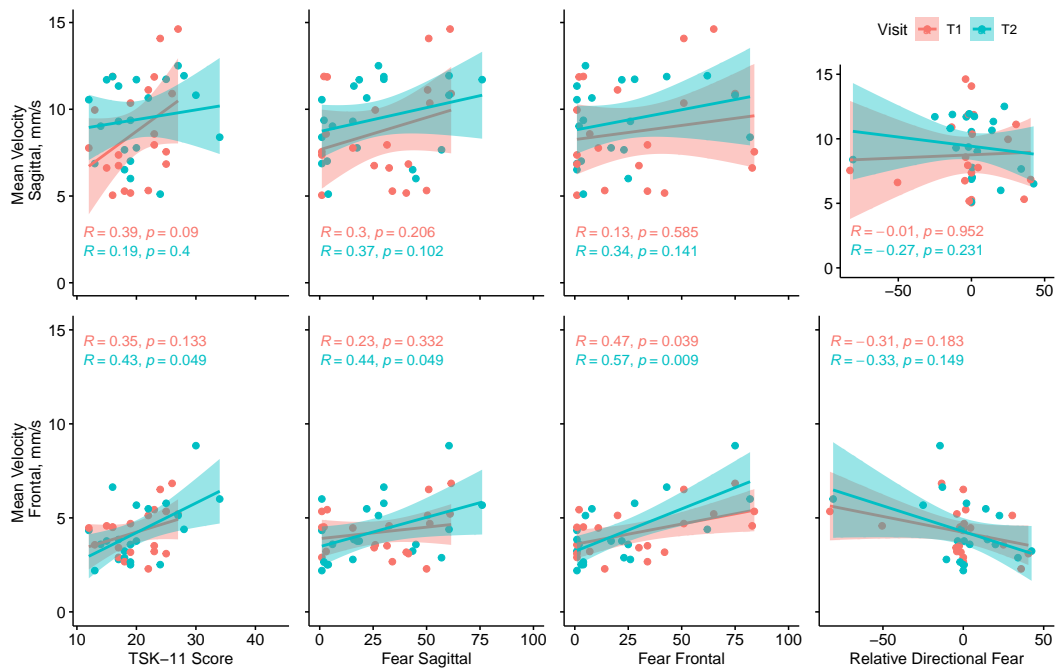 Visit T1 T2
15
10
5
0
Mean Velocity
Sagittal, mm/s
R = 0.39, p = 0.09
R = 0.19, p = 0.4
R = 0.3, p = 0.206
R = 0.37, p = 0.102
R = 0.13, p = 0.585
R = 0.34, p = 0.141
15
10
5
0
R = −0.01, p = 0.952
R = −0.27, p = 0.231
−50 0 50
15
10
5
0
Mean Velocity
Frontal, mm/s
R = 0.35, p = 0.133
R = 0.43, p = 0.049
R = 0.23, p = 0.332
R = 0.44, p = 0.049
R = 0.47, p = 0.039
R = 0.57, p = 0.009
R = −0.31, p = 0.183
R = −0.33, p = 0.149
10 20 30 40
TSK−11 Score
0 25 50 75 100
Fear Sagittal
0 25 50 75 100
Fear Frontal
−50 0 50
Relative Directional Fear